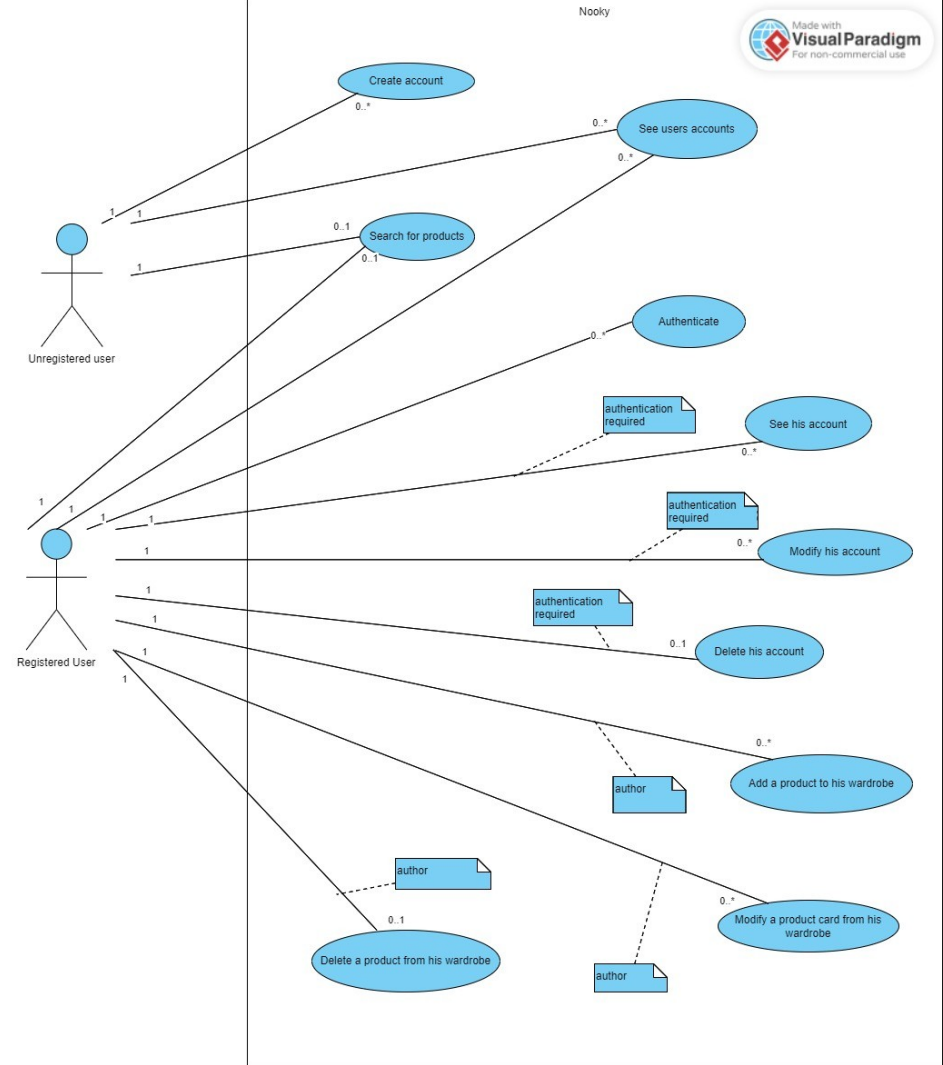 Nooky
Made with
Visual Paradigm
For non-commercial use
Create account
0..*
0..*
See users accounts
0..*
1
1
0..1
Search for products
0..1
1
Authenticate
0..*
Unregistered user
authentication
required
See his account
0..*
1
1
1
1
authentication
required
0..*
Modify his account
1
1
authentication
required
1
0..1
Delete his account
1
1
Registered User
0..*
Add a product to his wardrobe
author
author
0..*
Modify a product card from his
wardrobe
0..1
Delete a product from his wardrobe
author